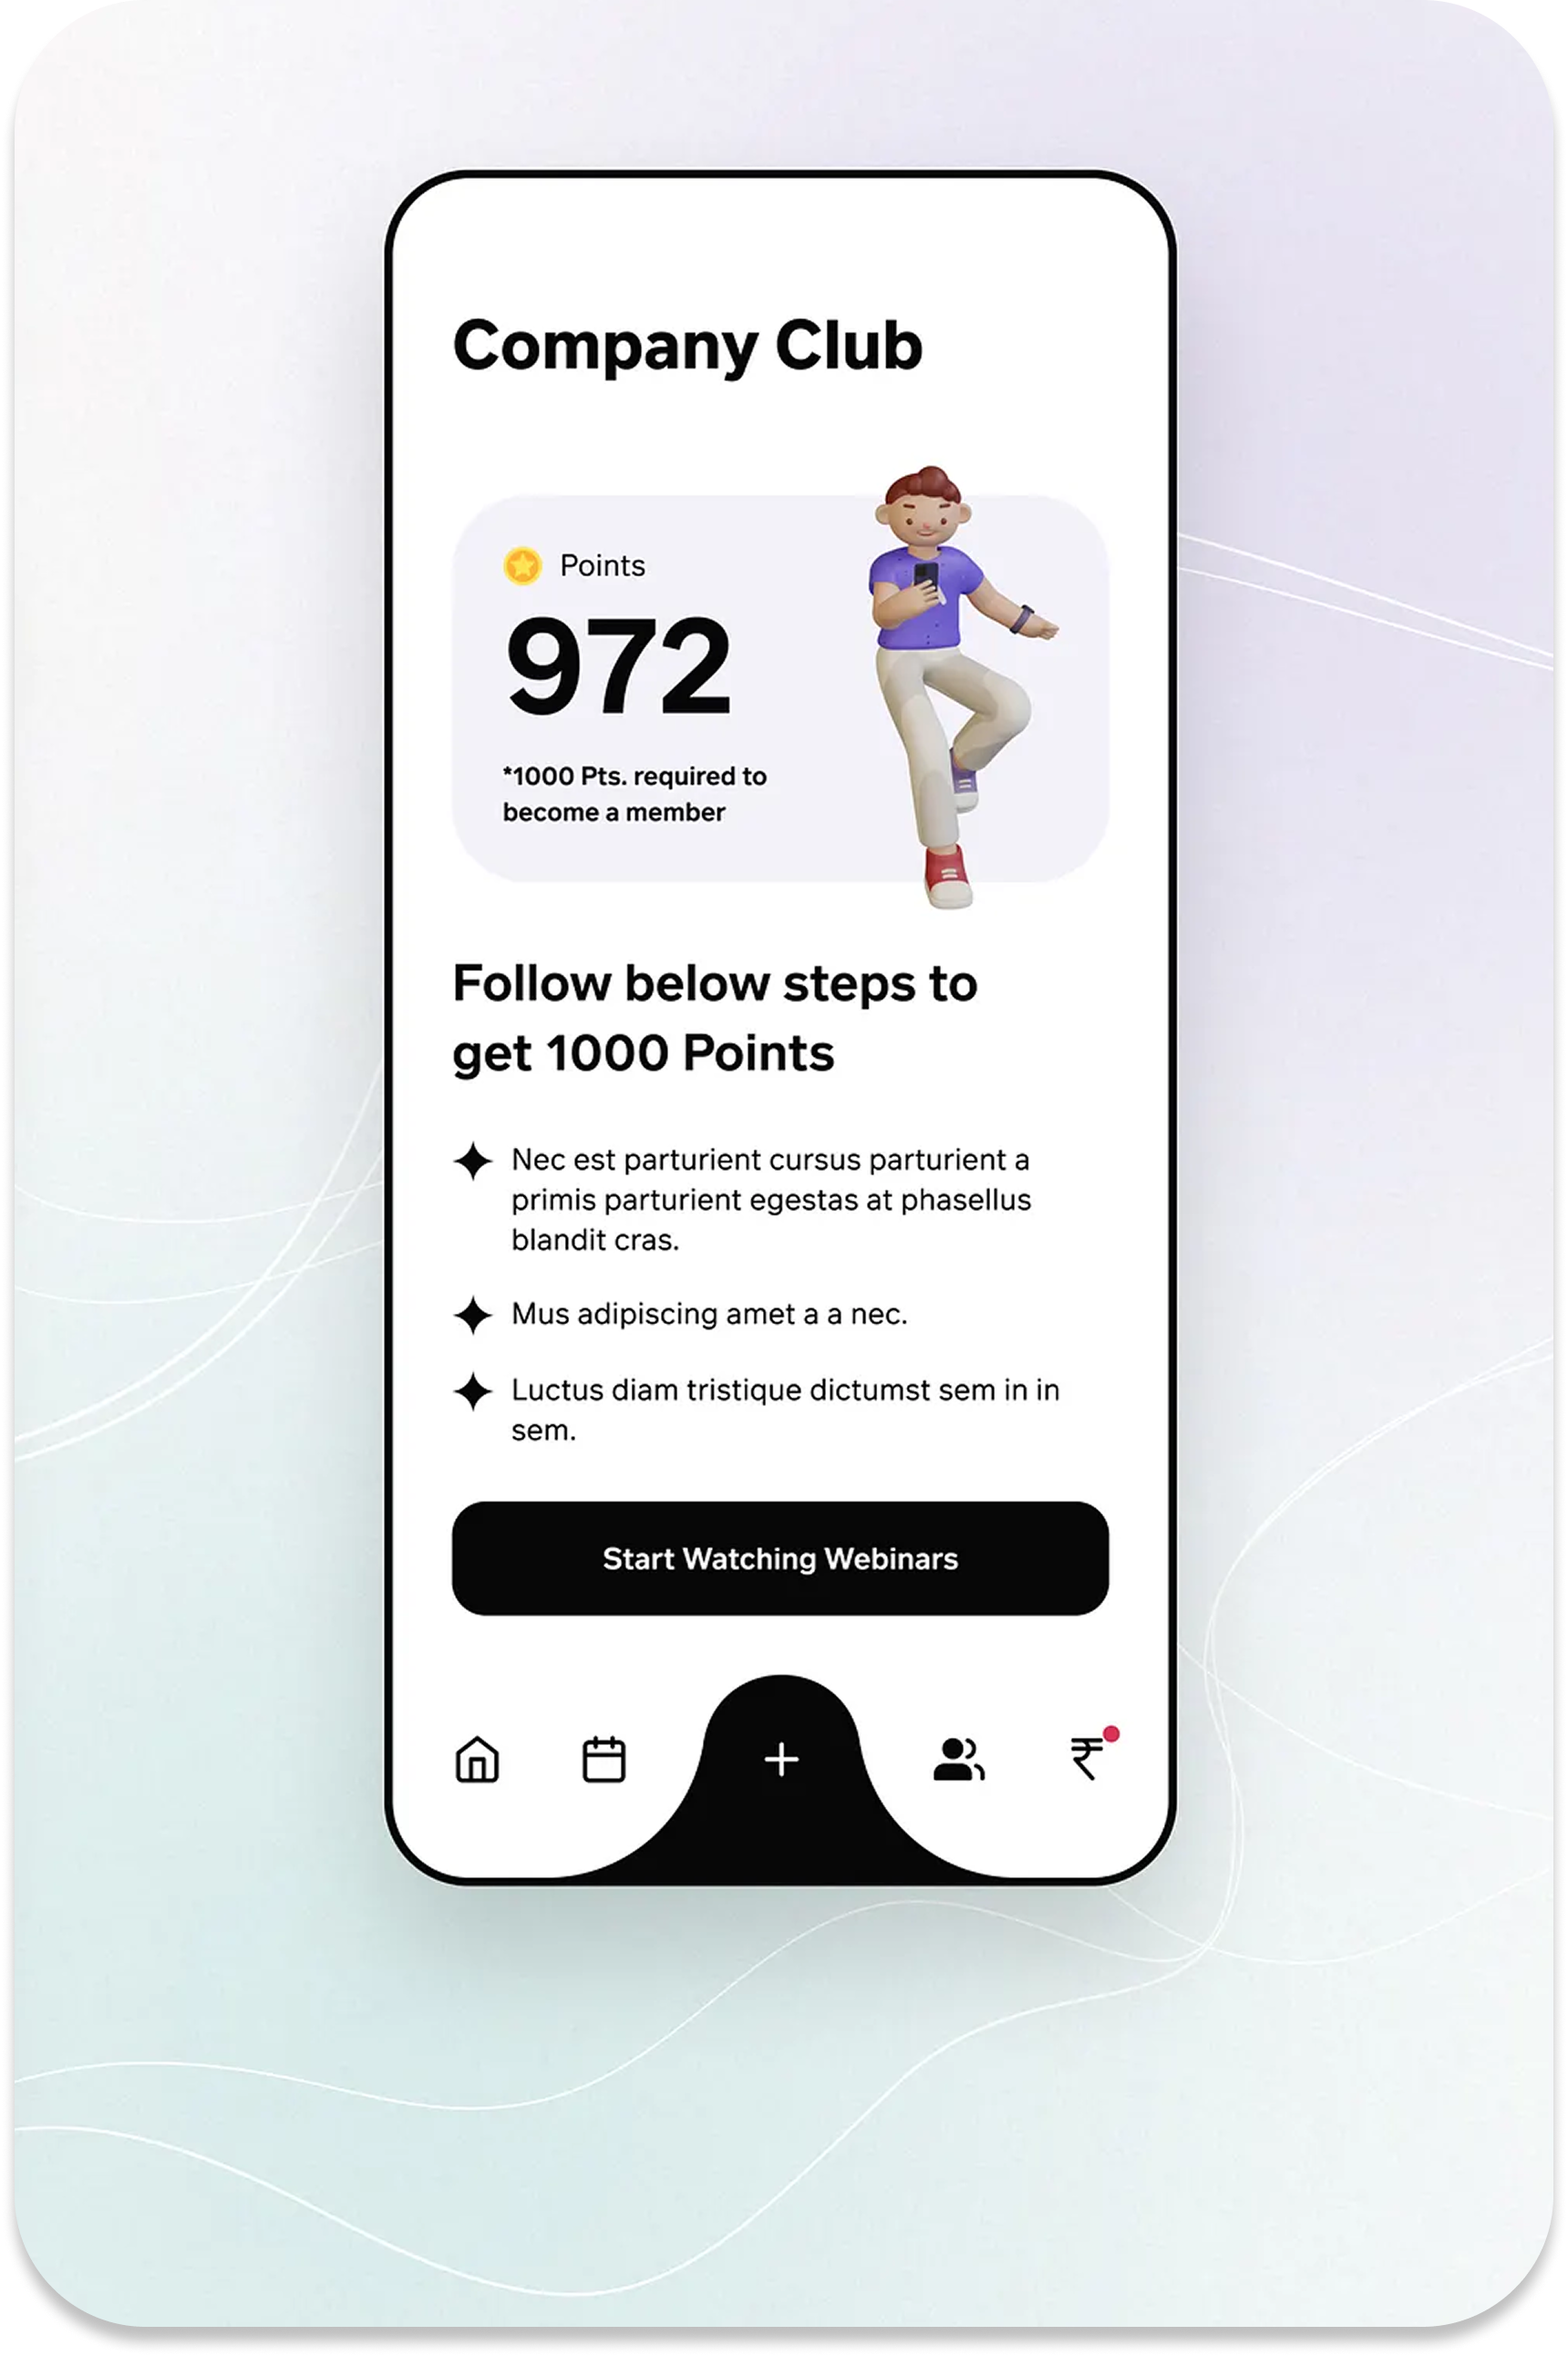 Company Club
Points
972
*1000 Pts. required to
become a member
Follow below steps to
get 1000 Points
Nec est parturient cursus parturient a
primis parturient egestas at phasellus
blandit cras.
Mus adipiscing amet a a nec.
Luctus diam tristique dictumst sem in in
sem.
Start Watching Webinars